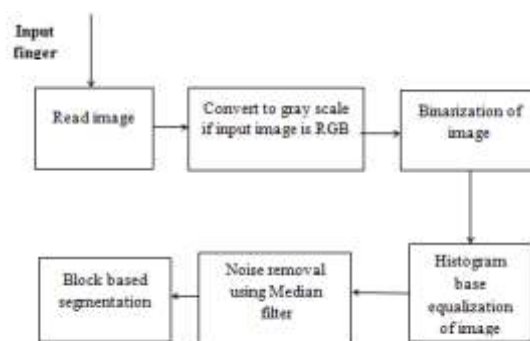 Input
finger
Read image
Convert to gray scale
if input image is RGB
Binarization of
image
Histogram
base
equalization
of image
Noise removal
using Median
filter
Block based
segmentation